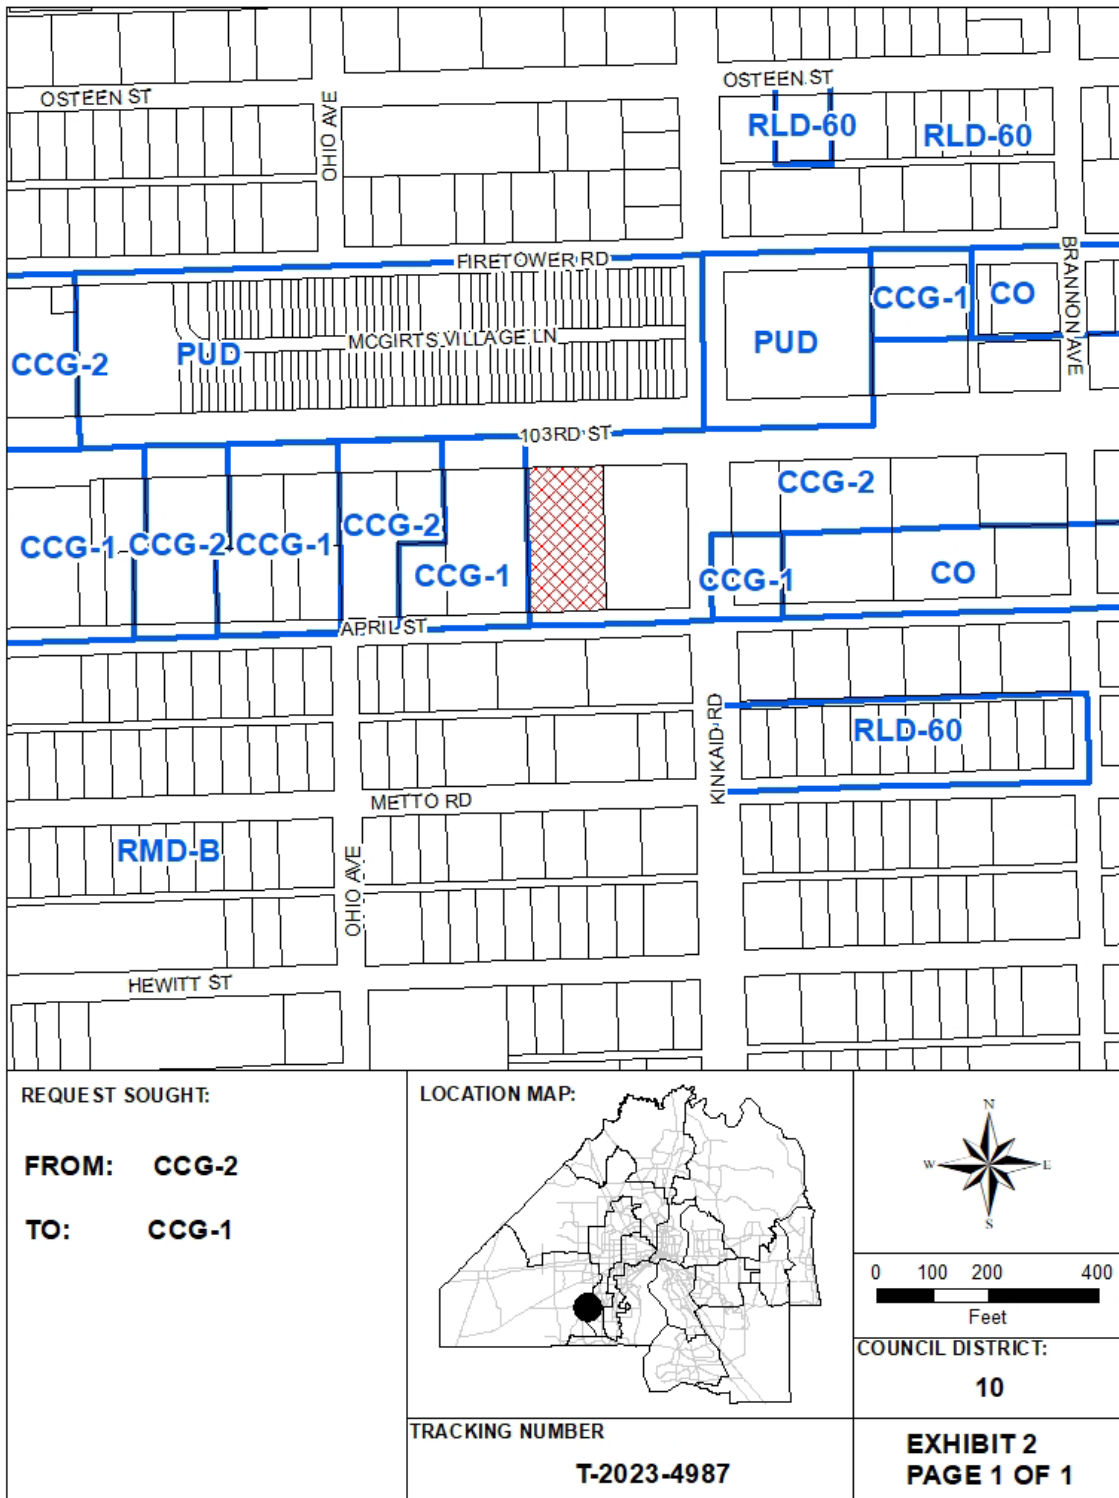 OSTEEN ST
OSTEEN ST
OHIO AVE
RLD-60
RLD-60
FIRETOWER RD
BRANNON AVE
CCG-1
CO
MCGIRTS VILLAGE LN
PUD
PUD
CCG-2
103RD ST
CCG-2
CCG-2
CCG-1
CCG-2
CCG-1
CCG-1
CCG-1
CO
APRIL ST
KINKAID RD
RLD-60
METTO RD
RMD-B
OHIO AVE
HEWITT ST
REQUEST SOUGHT:
FROM: CCG-2
TO: CCG-1
LOCATION MAP:
N
W E
S
0 100 200 400
Feet
COUNCIL DISTRICT:
10
TRACKING NUMBER
T-2023-4987
EXHIBIT 2
PAGE 1 OF 1